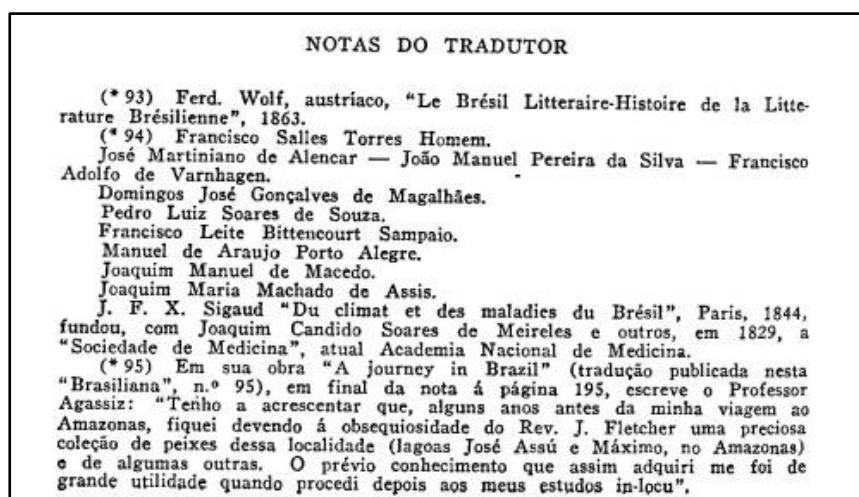 NOTAS DO TRADUTOR
(* 93) Ferd. Wolf, austríaco, "Le Brésil Litteraire-Histoire de la Litte-
rature Brésilienne", 1863.
(* 94) Francisco Salles Torres Homem.
José Martiniano de Alencar — João Manuel Pereira da Silva — Francisco
Adolfo de Varnhagen.
Domingos José Gonçalves de Magalhães.
Pedro Luiz Soares de Souza.
Francisco Leite Bittencourt Sampaio.
Manuel de Araujo Porto Alegre.
Joaquim Manuel de Macedo.
Joaquim Maria Machado de Assis.
J. F. X. Sigaud "Du climat et des maladies du Brésil", Paris, 1844,
fundou, com Joaquim Candido Soares de Meireles e outros, em 1829, a
"Sociedade de Medicina", atual Academia Nacional de Medicina.
(* 95) Em sua obra "A journey in Brazil" (tradução publicada nesta
"Brasiliana", n.º 95), em final da nota á página 195, escreve o Professor
Agassiz: "Tenho a acrescentar que, alguns anos antes da minha viagem ao
Amazonas, fiquei devendo á obsequiosidade do Rev. J. Fletcher uma preciosa
coleção de peixes dessa localidade (lagoas José Assú e Máximo, no Amazonas)
e de algumas outras. O prévio conhecimento que assim adquiri me foi de
grande utilidade quando procedi depois aos meus estudos in-locu".